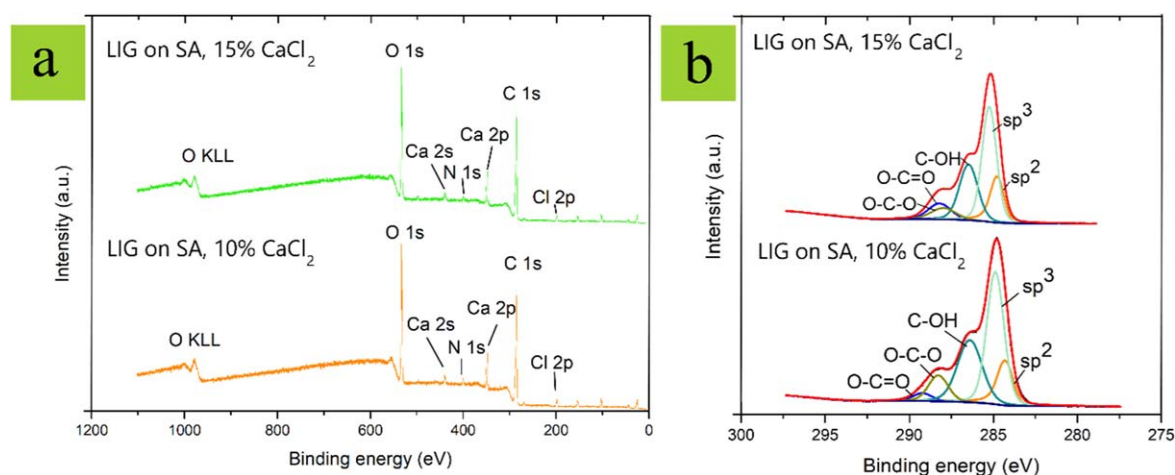 a
LIG on SA, 15% CaCl₂
O 1s
C 1s
Ca 2p
Ca 2s
N 1s
O KLL
Cl 2p
LIG on SA, 10% CaCl₂
O 1s
C 1s
Ca 2p
Ca 2s
N 1s
O KLL
Cl 2p
Intensity (a.u.)
1200 1000 800 600 400 200 0
Binding energy (eV)
b
LIG on SA, 15% CaCl₂
sp³
C-OH
O-C=O
sp²
O-C-O
LIG on SA, 10% CaCl₂
sp³
C-OH
O-C-O
sp²
O-C=O
Intensity (a.u.)
300 295 290 285 280 275
Binding energy (eV)